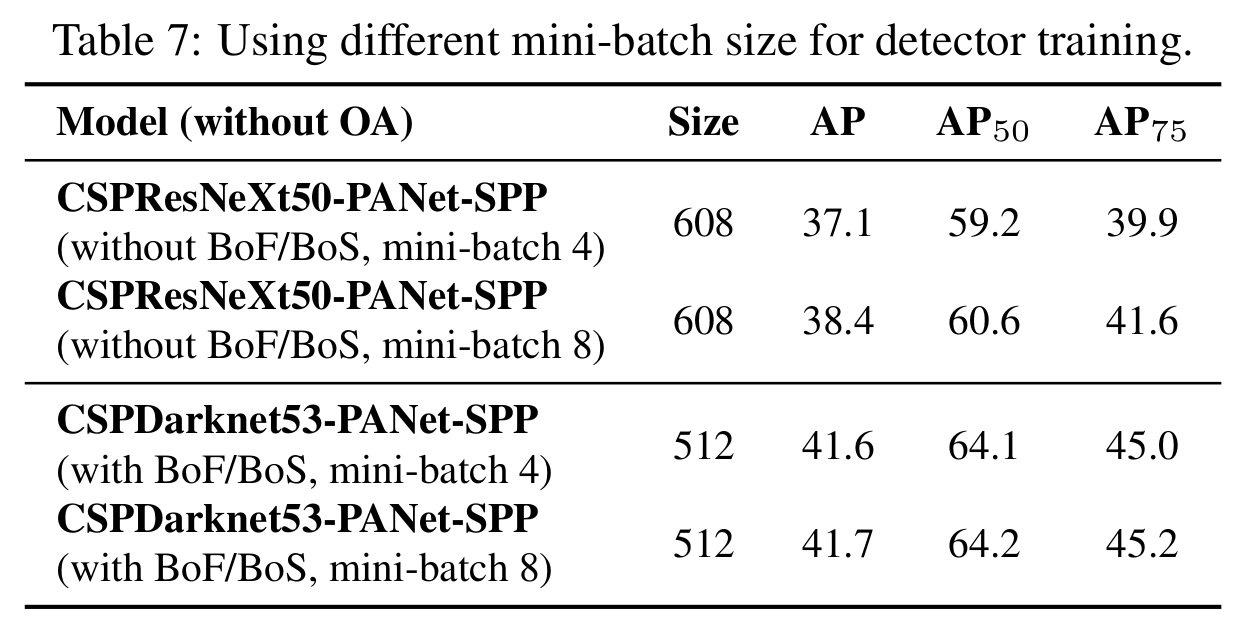 Table 7: Using different mini-batch size for detector training.
Model (without OA) Size AP AP50 AP75
CSPResNeXt50-PANet-SPP
(without BoF/BoS, mini-batch 4) 608 37.1 59.2 39.9
CSPResNeXt50-PANet-SPP
(without BoF/BoS, mini-batch 8) 608 38.4 60.6 41.6
CSPDarknet53-PANet-SPP
(with BoF/BoS, mini-batch 4) 512 41.6 64.1 45.0
CSPDarknet53-PANet-SPP
(with BoF/BoS, mini-batch 8) 512 41.7 64.2 45.2